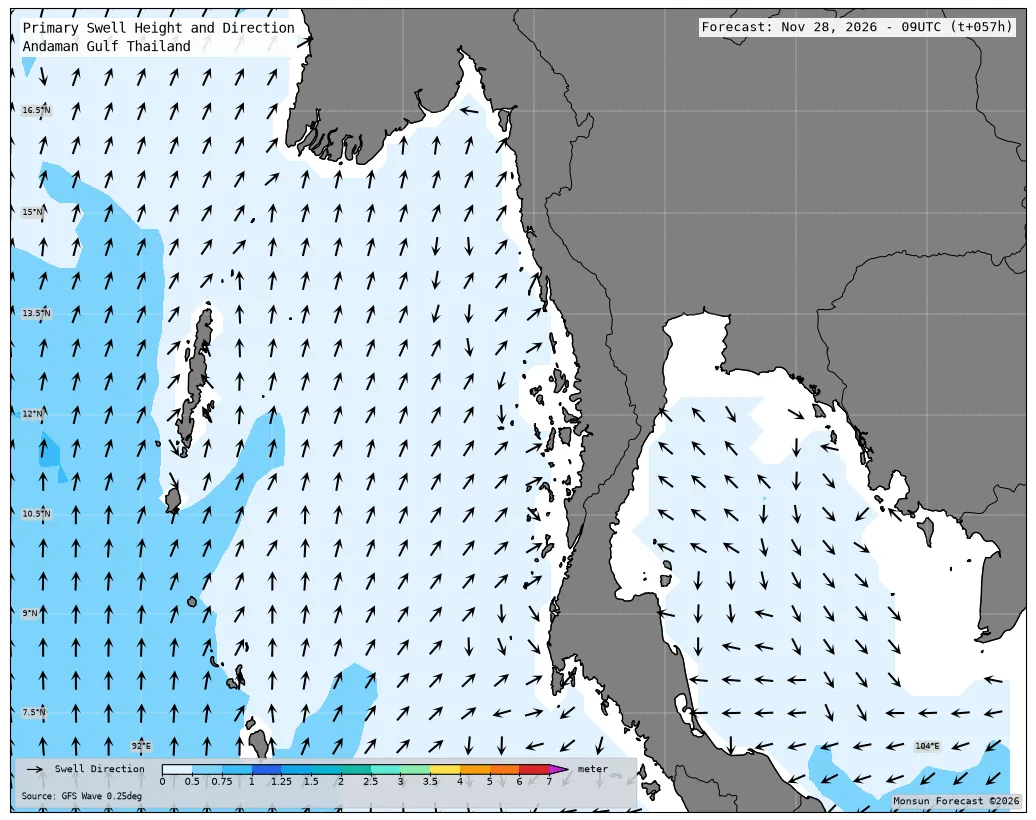 Primary Swell Height and Direction
Andaman Gulf Thailand
Forecast: Nov 28, 2026 - 09UTC (t+057h)
16.5°N
15°N
13.5°N
12°N
10.5°N
9°N
7.5°N
92°E
104°E
Swell Direction
meter
0 0.5 0.75 1 1.25 1.5 2 2.5 3 3.5 4 5 6 7
Source: GFS Wave 0.25deg
Monsun Forecast ©2026